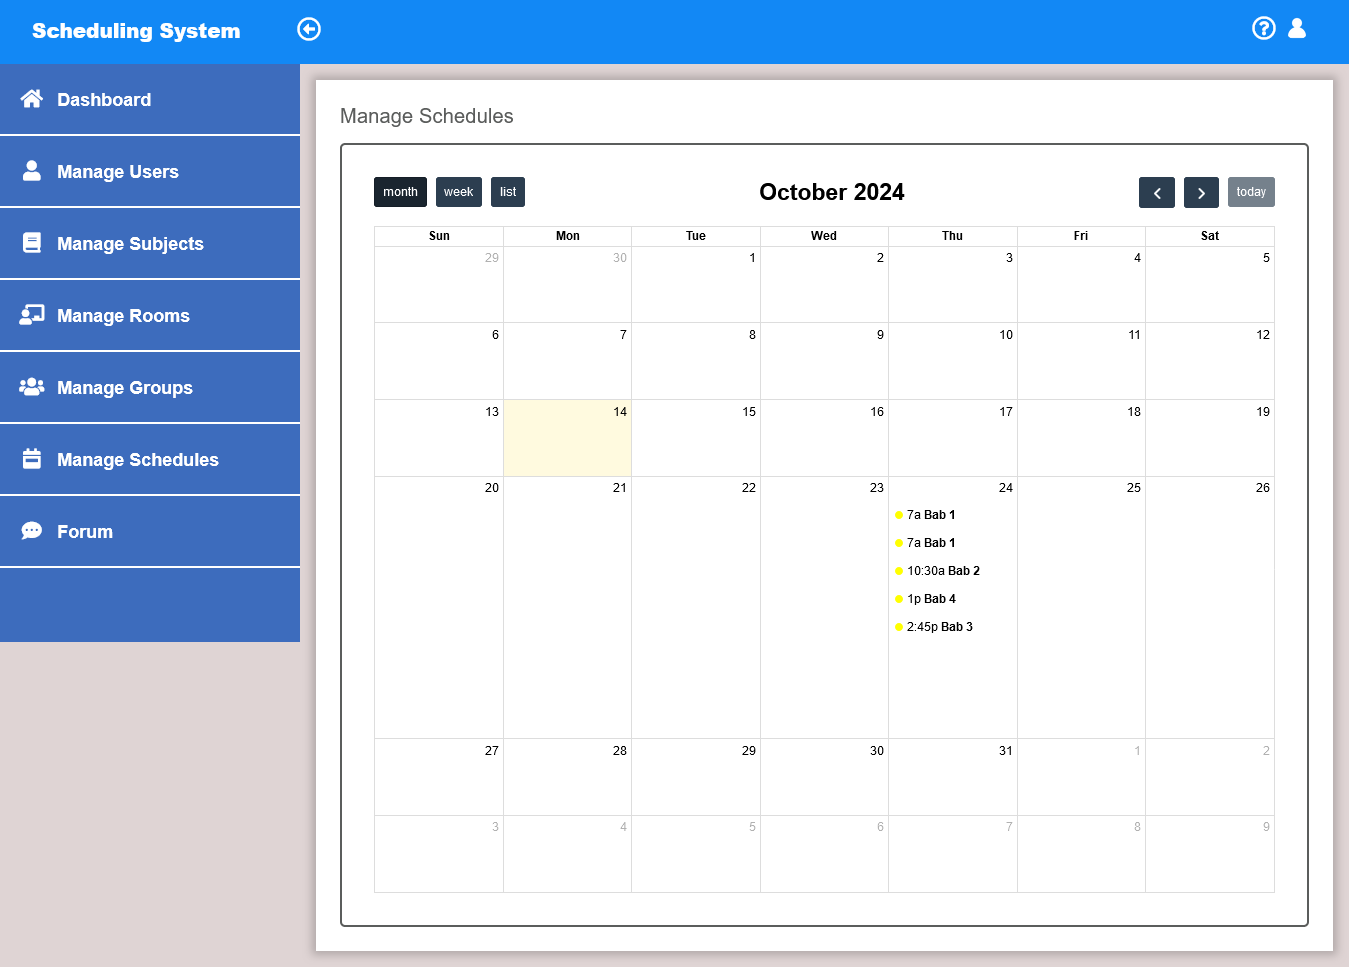 Scheduling System
Dashboard
Manage Users
Manage Subjects
Manage Rooms
Manage Groups
Manage Schedules
Forum
Manage Schedules
month week list
October 2024
today
Sun Mon Tue Wed Thu Fri Sat
29 30 1 2 3 4 5
6 7 8 9 10 11 12
13 14 15 16 17 18 19
20 21 22 23 24 25 26
7a Bab 1
7a Bab 1
10:30a Bab 2
1p Bab 4
2:45p Bab 3
27 28 29 30 31 1 2
3 4 5 6 7 8 9